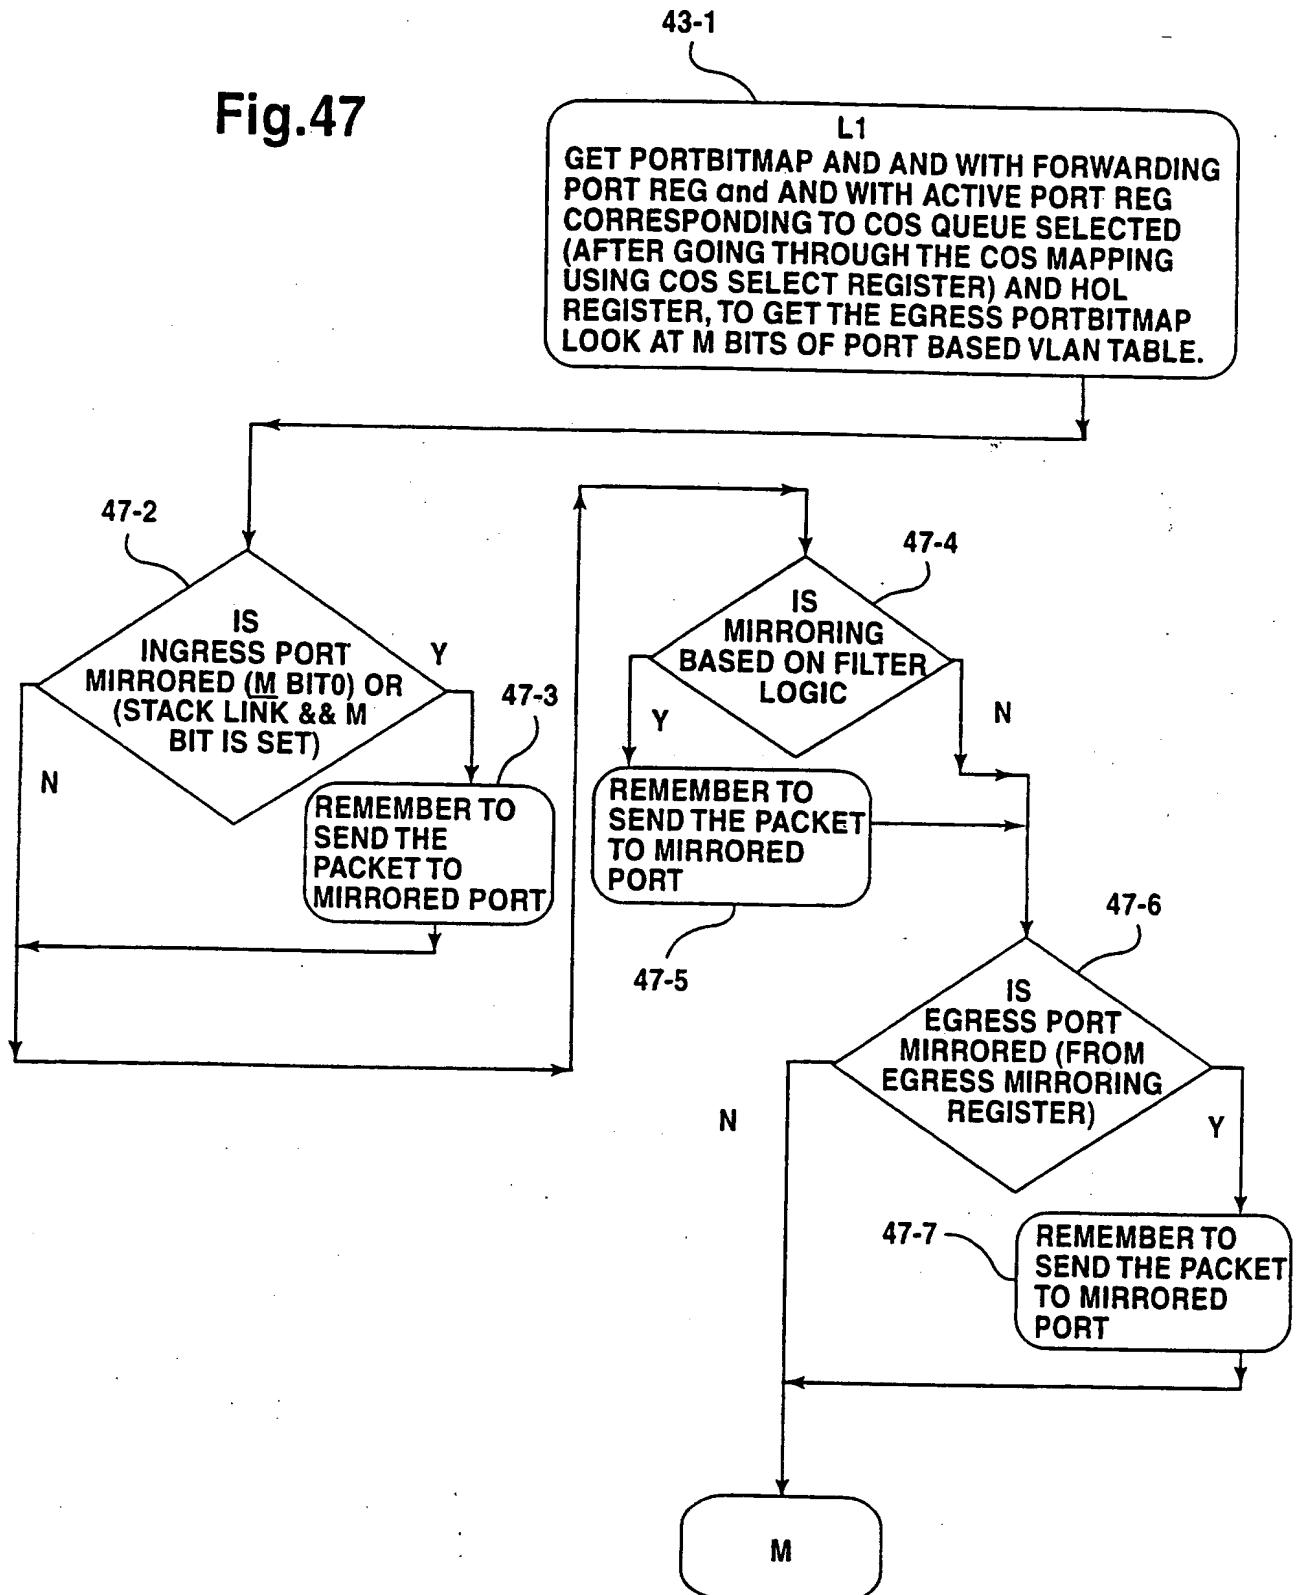 43-1
Fig.47
L1
GET PORTBITMAP AND AND WITH FORWARDING
PORT REG and AND WITH ACTIVE PORT REG
CORRESPONDING TO COS QUEUE SELECTED
(AFTER GOING THROUGH THE COS MAPPING
USING COS SELECT REGISTER) AND HOL
REGISTER, TO GET THE EGRESS PORTBITMAP
LOOK AT M BITS OF PORT BASED VLAN TABLE.
47-2
IS
INGRESS PORT
MIRRORED (M BIT0) OR
(STACK LINK && M
BIT IS SET)
Y
N
47-3
REMEMBER TO
SEND THE
PACKET TO
MIRRORED PORT
47-4
IS
MIRRORING
BASED ON FILTER
LOGIC
Y
N
REMEMBER TO
SEND THE PACKET
TO MIRRORED
PORT
47-5
47-6
IS
EGRESS PORT
MIRRORED (FROM
EGRESS MIRRORING
REGISTER)
N
Y
47-7
REMEMBER TO
SEND THE PACKET
TO MIRRORED
PORT
M